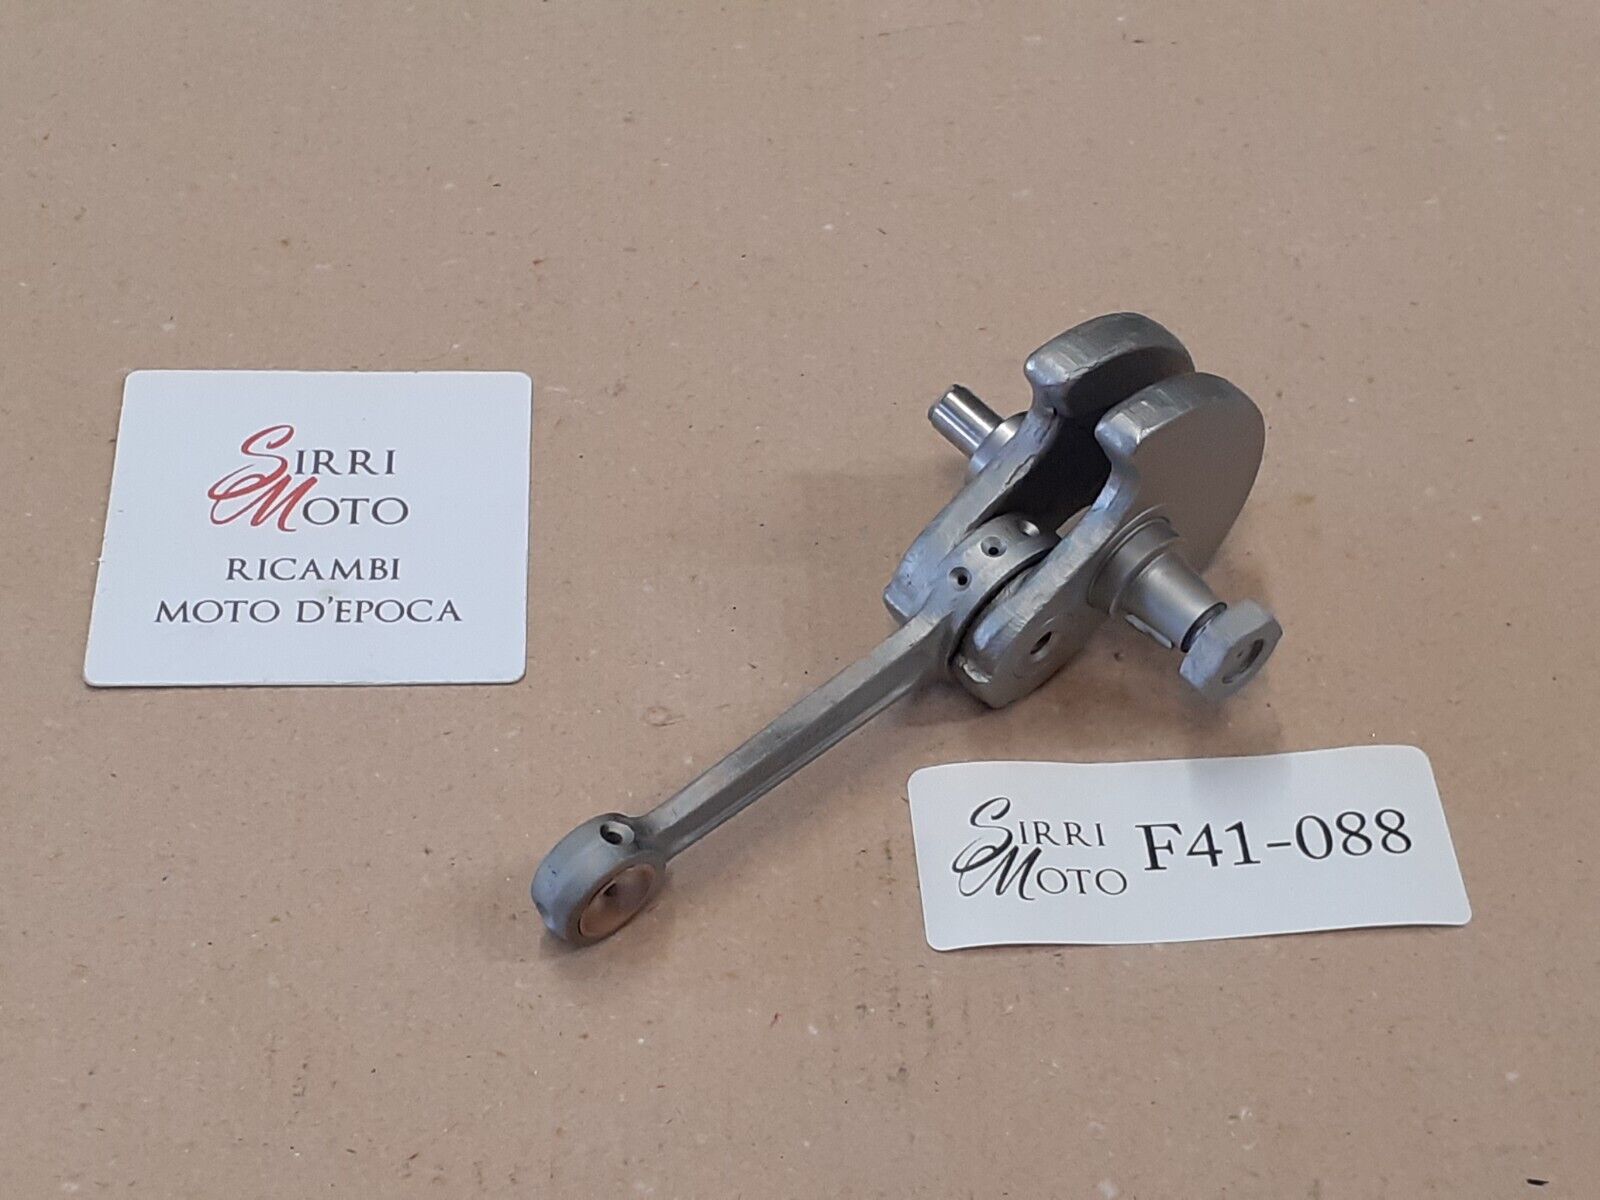 SIRRI
MOTO
RICAMBI
MOTO D'EPOCA
SIRRI
MOTO
F41-088